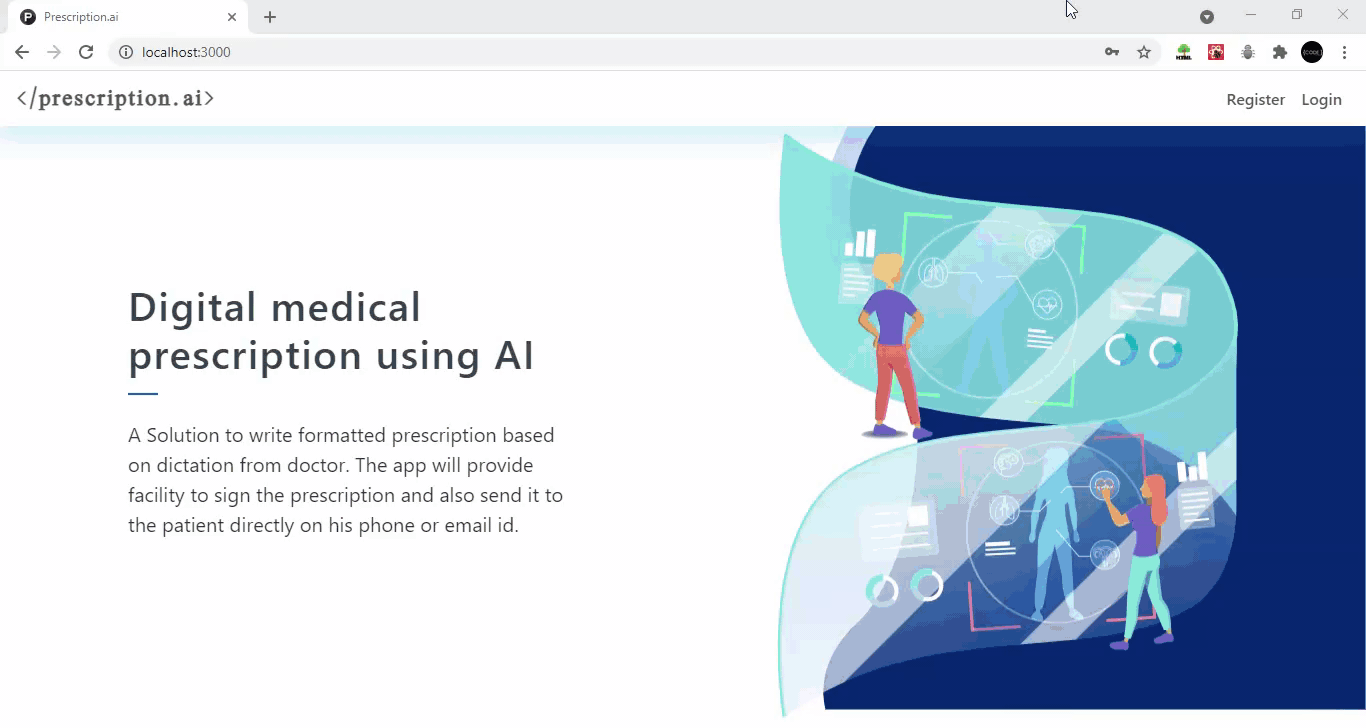 Prescription.ai
localhost:3000
</prescription.ai>
Register Login
Digital medical
prescription using AI
A Solution to write formatted prescription based
on dictation from doctor. The app will provide
facility to sign the prescription and also send it to
the patient directly on his phone or email id.